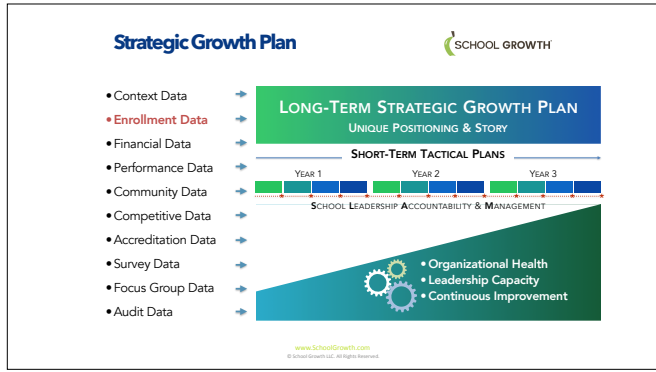 Strategic Growth Plan
SCHOOL GROWTH
• Context Data
• Enrollment Data
• Financial Data
• Performance Data
• Community Data
• Competitive Data
• Accreditation Data
• Survey Data
• Focus Group Data
• Audit Data
LONG-TERM STRATEGIC GROWTH PLAN
UNIQUE POSITIONING & STORY
SHORT-TERM TACTICAL PLANS
YEAR 1 YEAR 2 YEAR 3
SCHOOL LEADERSHIP ACCOUNTABILITY & MANAGEMENT
• Organizational Health
• Leadership Capacity
• Continuous Improvement
www.SchoolGrowth.com
© School Growth LLC. All Rights Reserved.